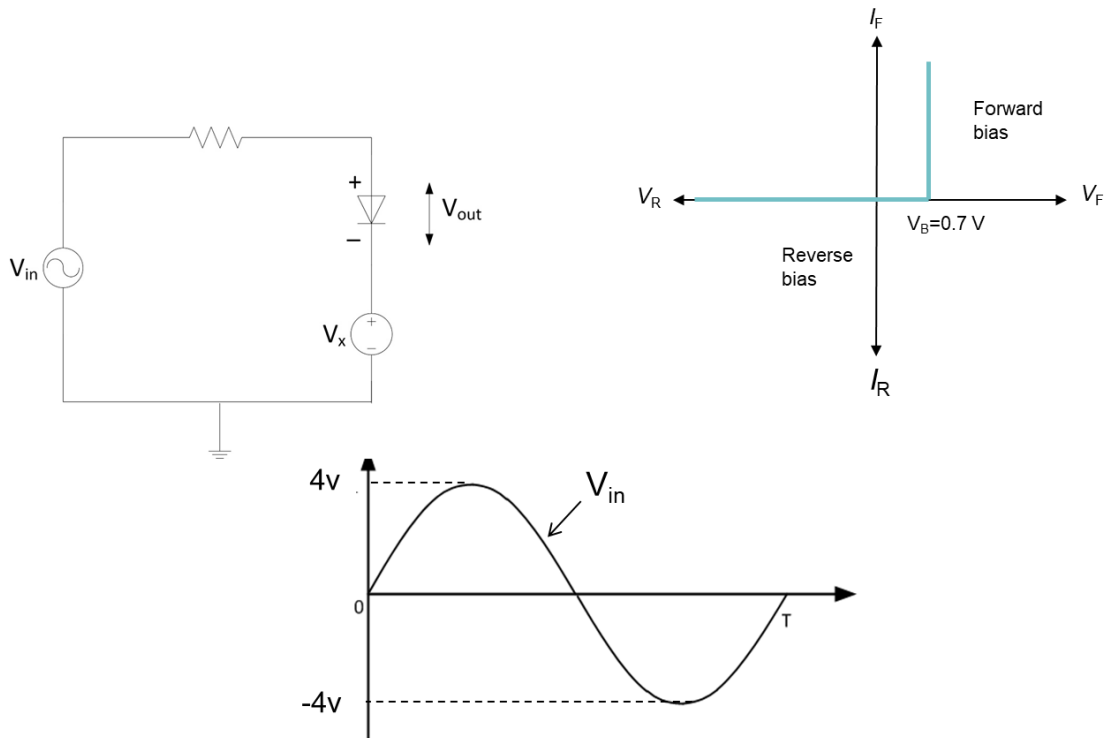 I_F
Forward
bias
V_R
V_F
V_B=0.7 V
Reverse
bias
I_R
+
−
V_out
V_in
V_x
+
−
4v
V_in
0
T
-4v